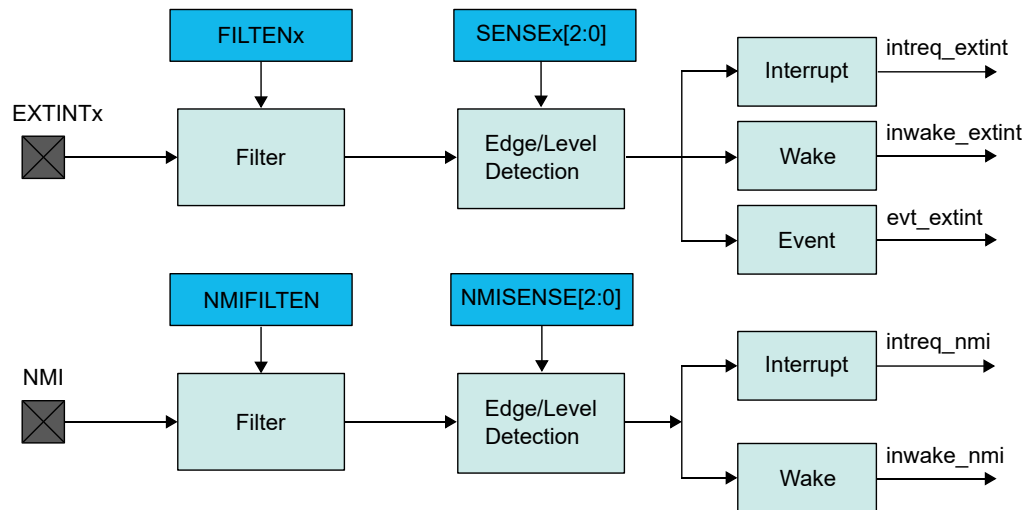 FILTENx
SENSEx[2:0]
EXTINTx
Filter
Edge/Level
Detection
Interrupt
intreq_extint
Wake
inwake_extint
Event
evt_extint
NMIFILTEN
NMISENSE[2:0]
NMI
Filter
Edge/Level
Detection
Interrupt
intreq_nmi
Wake
inwake_nmi